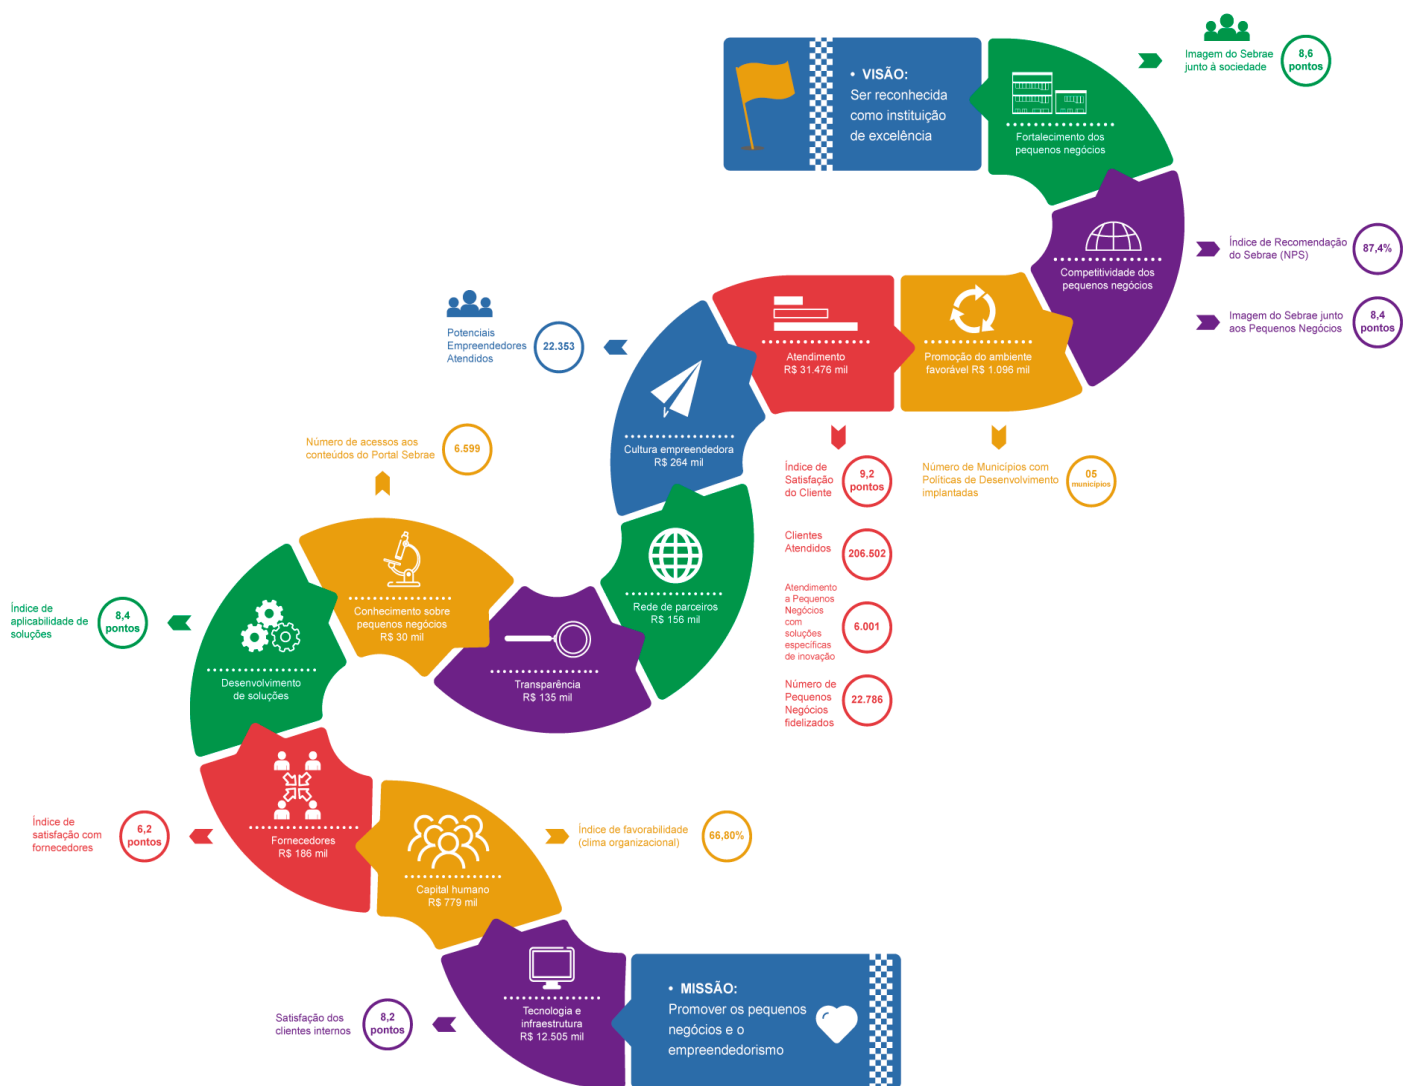 • VISÃO:
Ser reconhecida
como instituição
de excelência
Fortalecimento dos
pequenos negócios
Imagem do Sebrae
junto à sociedade
8,6
pontos
Competitividade dos
pequenos negócios
Índice de Recomendação
do Sebrae (NPS)
87,4%
Imagem do Sebrae junto
aos Pequenos Negócios
8,4
pontos
Promoção do ambiente
favorável R$ 1.096 mil
Número de Municípios com
Políticas de Desenvolvimento
implantadas
05
municípios
Atendimento
R$ 31.476 mil
Índice de
Satisfação
do Cliente
9,2
pontos
Clientes
Atendidos
206.502
Atendimento
a Pequenos
Negócios
com
soluções
específicas
de inovação
6.001
Número de
Pequenos
Negócios
fidelizados
22.786
Potenciais
Empreendedores
Atendidos
22.353
Cultura empreendedora
R$ 264 mil
Rede de parceiros
R$ 156 mil
Transparência
R$ 135 mil
Número de acessos aos
conteúdos do Portal Sebrae
6.599
Conhecimento sobre
pequenos negócios
R$ 30 mil
Índice de
aplicabilidade de
soluções
8,4
pontos
Desenvolvimento
de soluções
Índice de
satisfação com
fornecedores
6,2
pontos
Fornecedores
R$ 186 mil
Capital humano
R$ 779 mil
Índice de favorabilidade
(clima organizacional)
66,80%
Satisfação dos
clientes internos
8,2
pontos
Tecnologia e
infraestrutura
R$ 12.505 mil
• MISSÃO:
Promover os pequenos
negócios e o
empreendedorismo